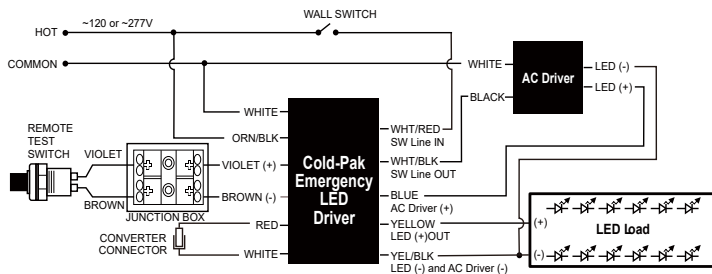 WALL SWITCH
~120 or ~277V
HOT
COMMON
WHITE
AC Driver
LED (-)
LED (+)
BLACK
WHITE
ORN/BLK
REMOTE
TEST
SWITCH
VIOLET
BROWN
VIOLET (+)
BROWN (-)
JUNCTION BOX
RED
CONVERTER
CONNECTOR
WHITE
Cold-Pak
Emergency
LED
Driver
WHT/RED
SW Line IN
WHT/BLK
SW Line OUT
BLUE
AC Driver (+)
YELLOW
LED (+)OUT
YEL/BLK
LED (-) and AC Driver (-)
(+)
LED Load
(-)